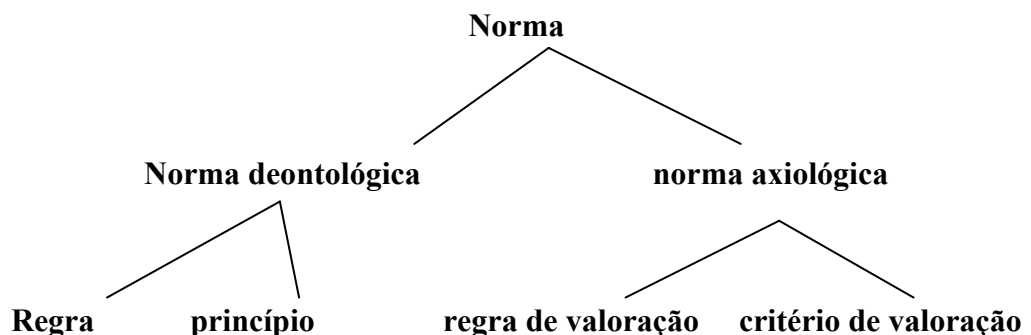 Norma
Norma deontológica norma axiológica
Regra princípio regra de valoração critério de valoração